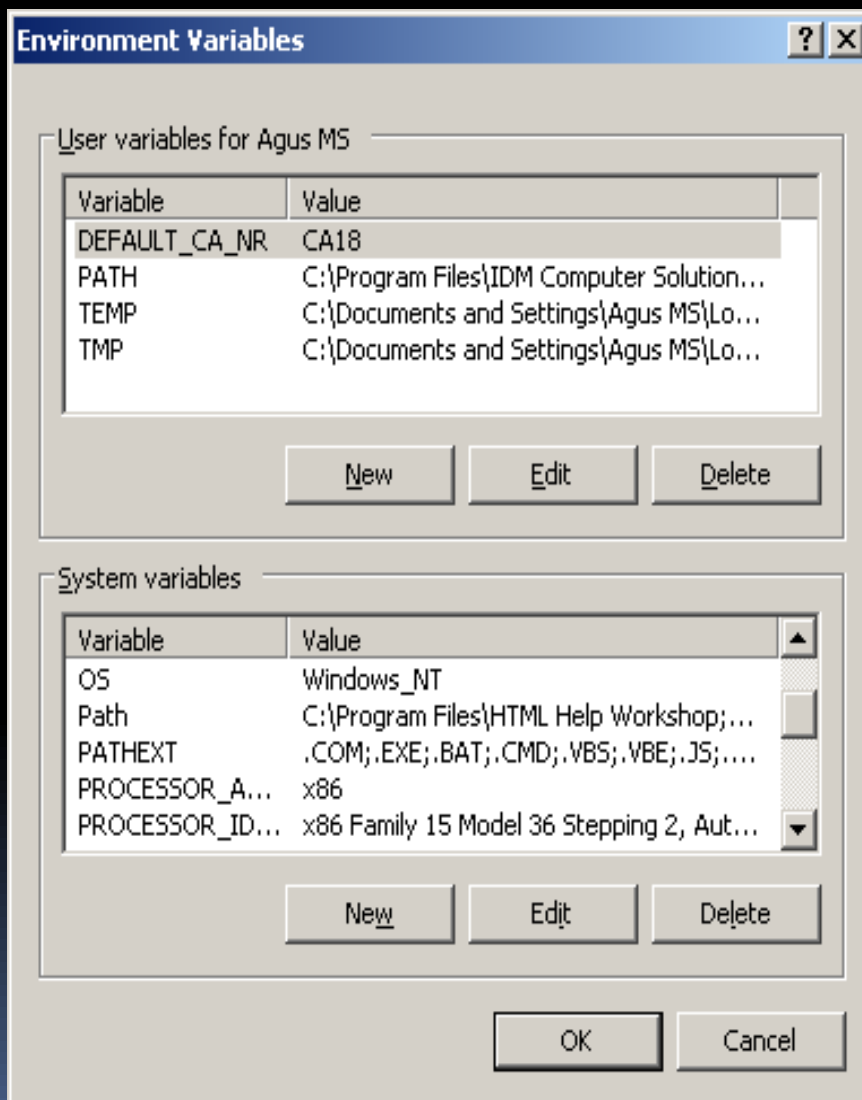 Environment Variables
User variables for Agus MS
Variable Value
DEFAULT_CA_NR CA18
PATH C:\Program Files\IDM Computer Solution...
TEMP C:\Documents and Settings\Agus MS\Lo...
TMP C:\Documents and Settings\Agus MS\Lo...
New Edit Delete
System variables
Variable Value
OS Windows_NT
Path C:\Program Files\HTML Help Workshop;...
PATHEXT .COM;.EXE;.BAT;.CMD;.VBS;.VBE;.JS;....
PROCESSOR_A... x86
PROCESSOR_ID... x86 Family 15 Model 36 Stepping 2, Aut...
New Edit Delete
OK Cancel